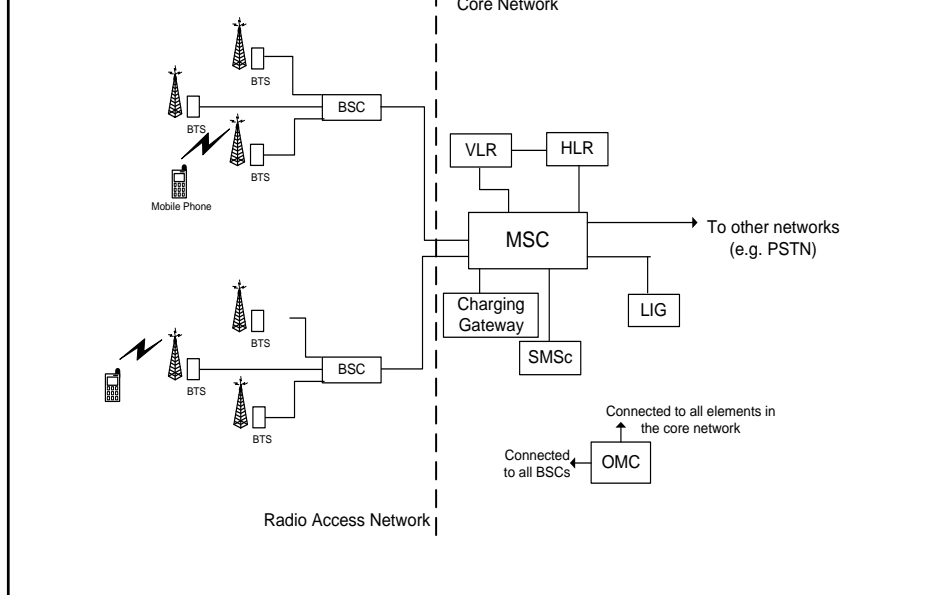 Core Network
BTS
BSC
BTS
BTS
Mobile Phone
VLR
HLR
MSC
To other networks
(e.g. PSTN)
Charging
Gateway
LIG
SMSc
BTS
BSC
BTS
BTS
Connected to all elements in
the core network
Connected
to all BSCs
OMC
Radio Access Network